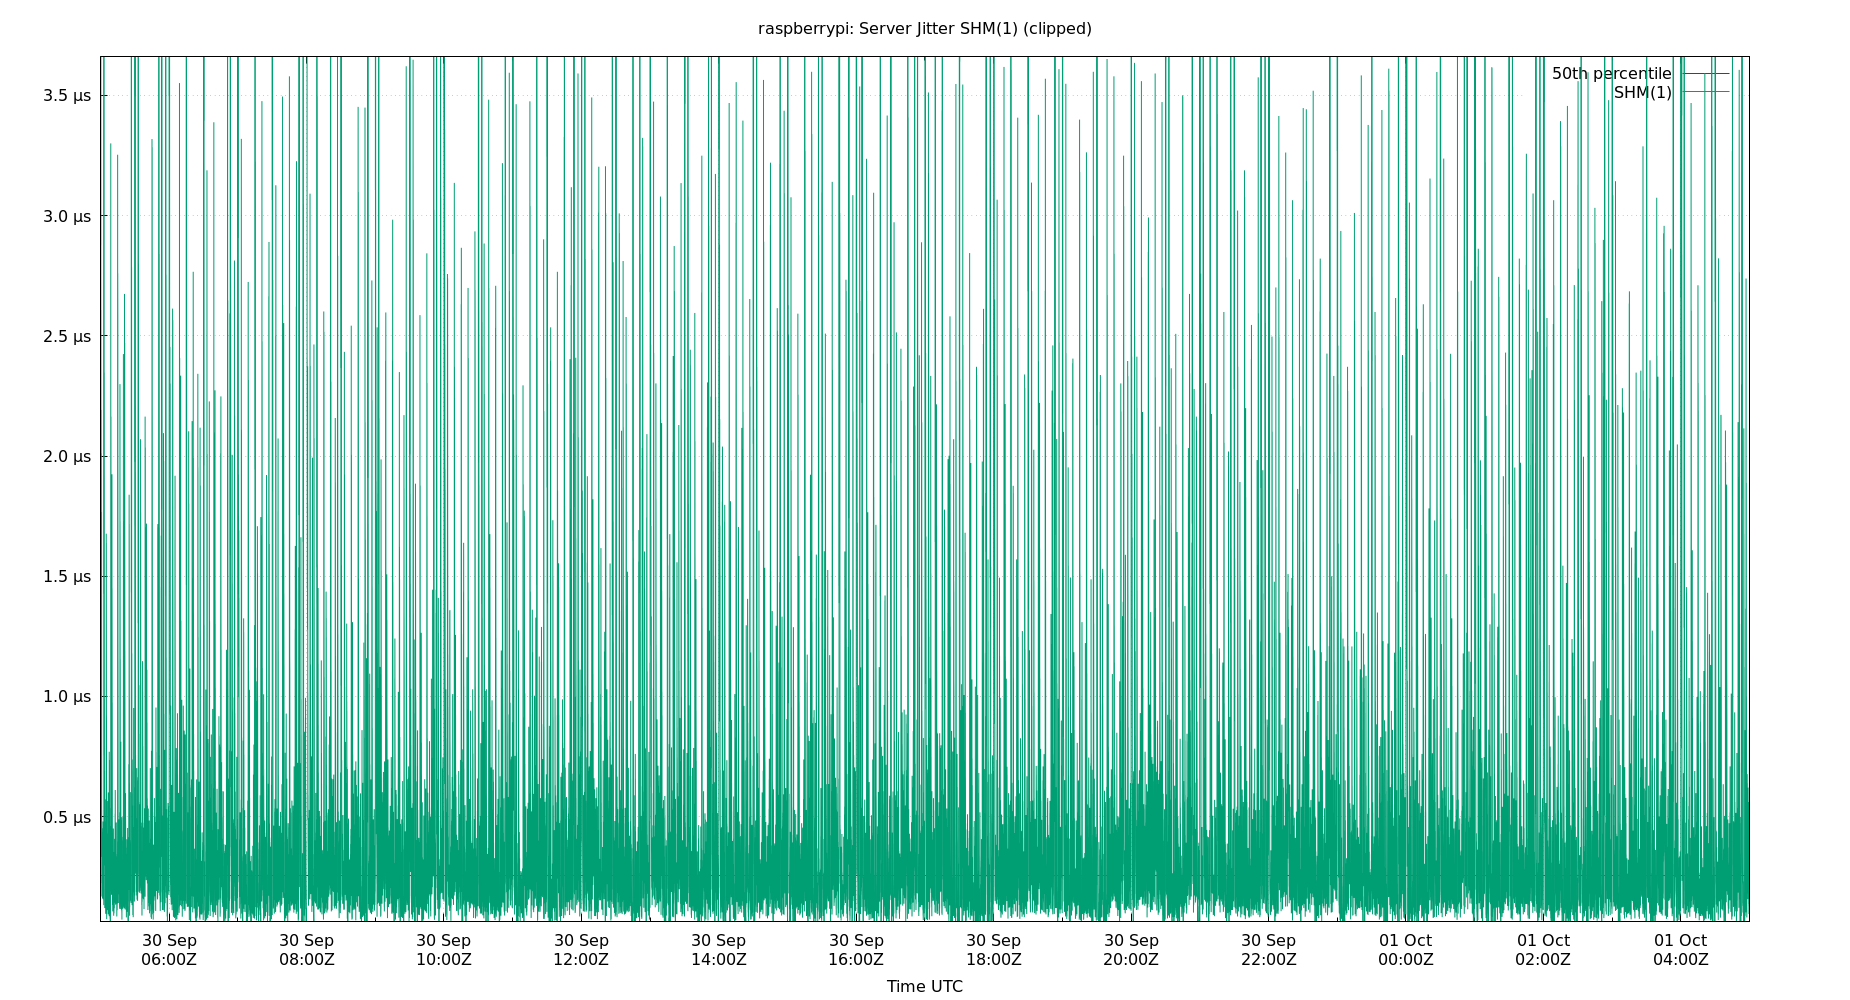 raspberrypi: Server Jitter SHM(1) (clipped)
50th percentile
SHM(1)
3.5 µs
3.0 µs
2.5 µs
2.0 µs
1.5 µs
1.0 µs
0.5 µs
30 Sep 30 Sep 30 Sep 30 Sep 30 Sep 30 Sep 30 Sep 30 Sep 30 Sep 01 Oct 01 Oct 01 Oct
06:00Z 08:00Z 10:00Z 12:00Z 14:00Z 16:00Z 18:00Z 20:00Z 22:00Z 00:00Z 02:00Z 04:00Z
Time UTC